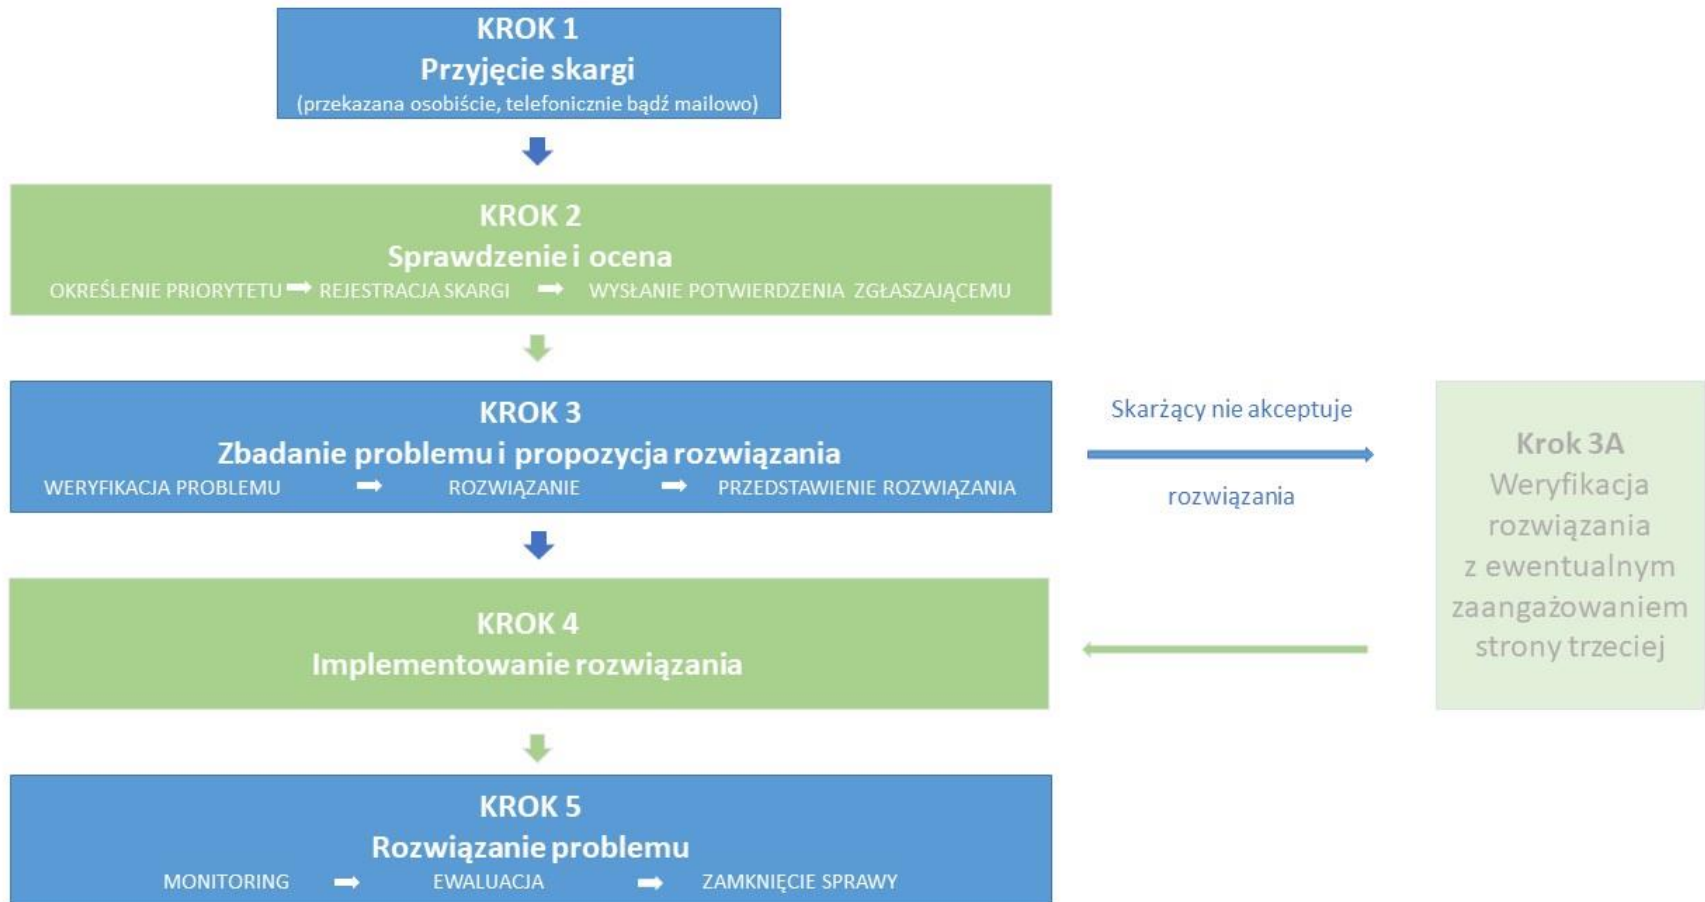 KROK 1
Przyjęcie skargi
(przekazana osobiście, telefonicznie bądź mailowo)
KROK 2
Sprawdzenie i ocena
OKREŚLENIE PRIORYTETU REJESTRACJA SKARGI WYSŁANIE POTWIERDZENIA ZGŁASZAJĄCEMU
KROK 3
Zbadanie problemu i propozycja rozwiązania
WERYFIKACJA PROBLEMU ROZWIĄZANIE PRZEDSTAWIENIE ROZWIĄZANIA
Skarżący nie akceptuje
rozwiązania
Krok 3A
Weryfikacja
rozwiązania
z ewentualnym
zaangażowaniem
strony trzeciej
KROK 4
Implementowanie rozwiązania
KROK 5
Rozwiązanie problemu
MONITORING EWALUACJA ZAMKNIĘCIE SPRAWY